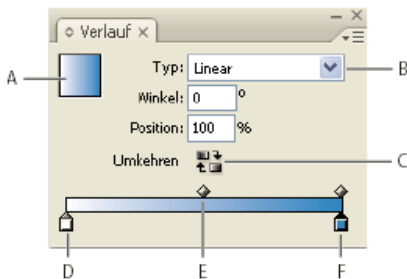 Verlauf
A
Typ: Linear
B
Winkel: 0 °
Position: 100 %
Umkehren
C
D
E
F